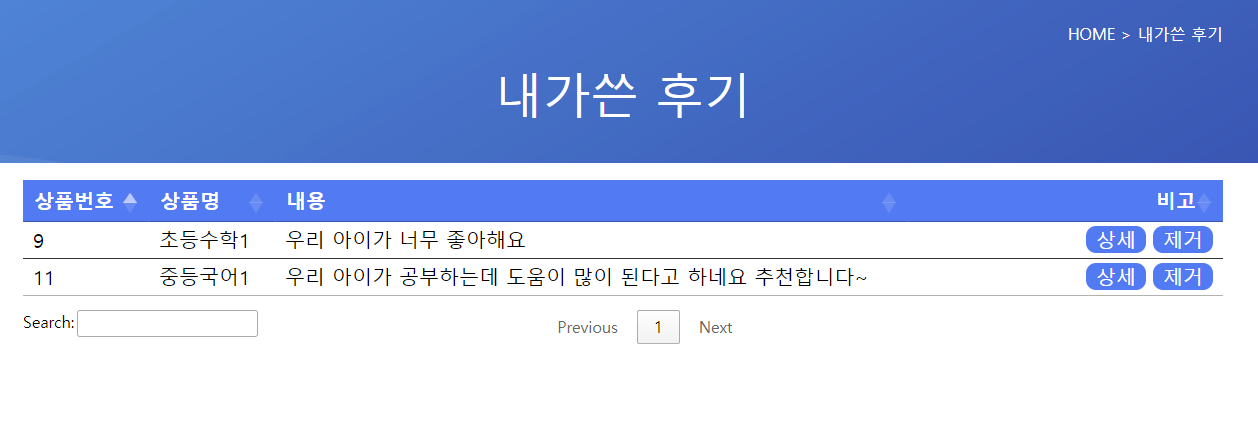 HOME > 내가쓴 후기
내가쓴 후기
상품번호 상품명 내용 비고
9 초등수학1 우리 아이가 너무 좋아해요 상세 제거
11 중등국어1 우리 아이가 공부하는데 도움이 많이 된다고 하네요 추천합니다~ 상세 제거
Search: Previous 1 Next